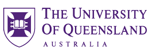 THE UNIVERSITY
OF QUEENSLAND
AUSTRALIA